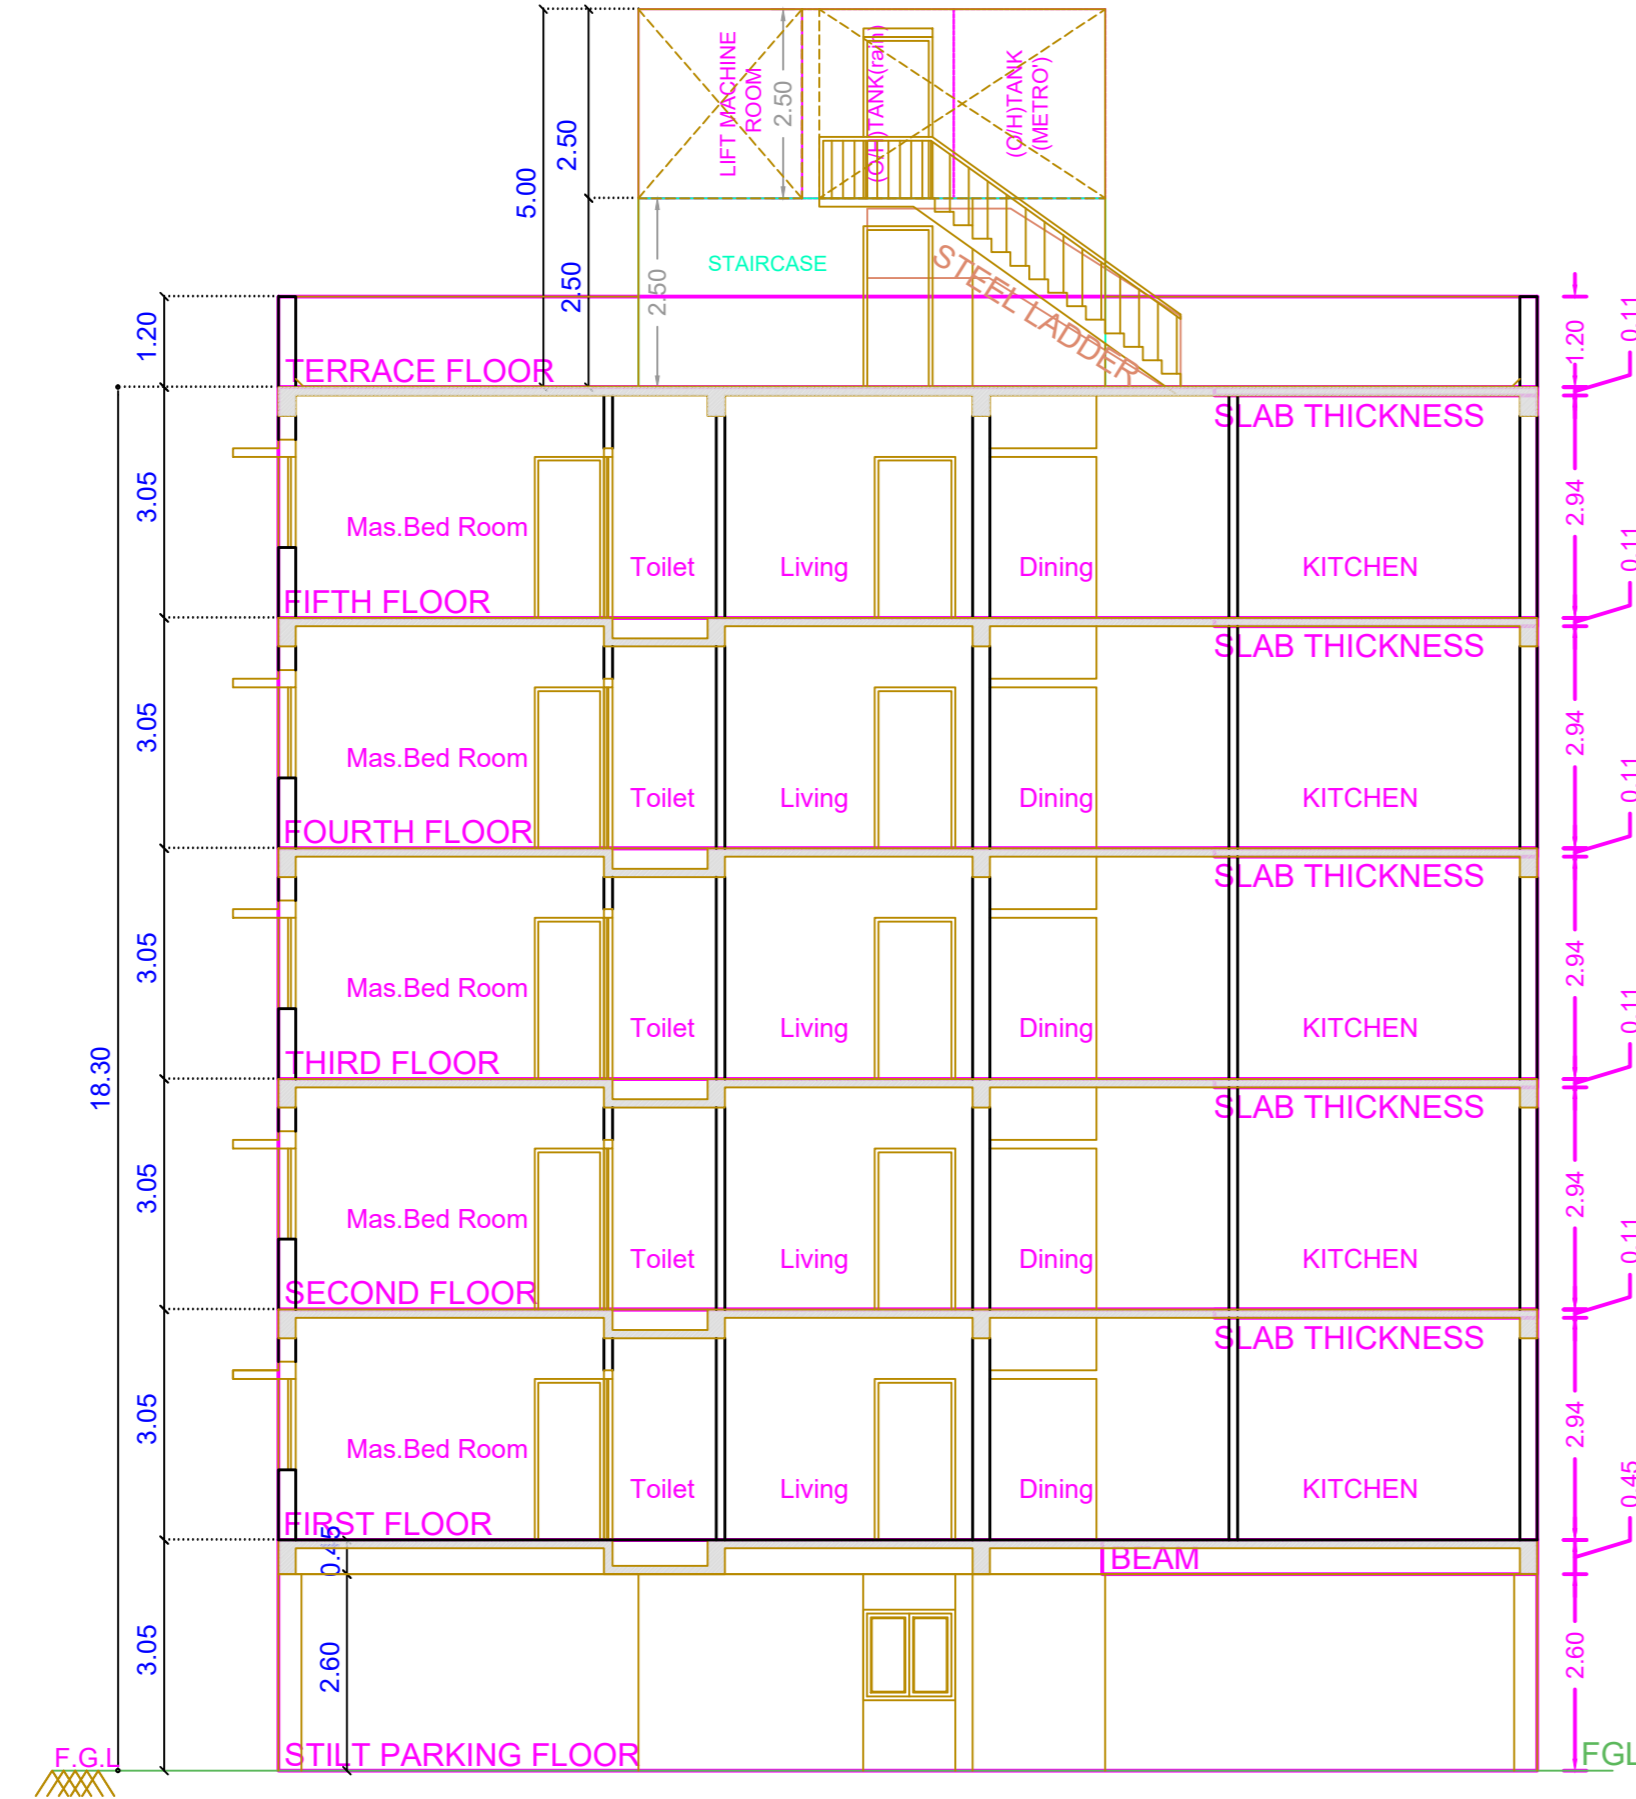 LIFT MACHINE
ROOM
2.50
(O/H)TANK(rain)
(O/H)TANK
(METRO')
2.50
5.00
2.50
2.50
STAIRCASE
STEEL LADDER
1.20
1.20
0.11
TERRACE FLOOR
SLAB THICKNESS
3.05
Mas.Bed Room
Toilet
Living
Dining
KITCHEN
2.94
0.11
FIFTH FLOOR
SLAB THICKNESS
3.05
Mas.Bed Room
Toilet
Living
Dining
KITCHEN
2.94
0.11
FOURTH FLOOR
SLAB THICKNESS
3.05
Mas.Bed Room
Toilet
Living
Dining
KITCHEN
2.94
0.11
THIRD FLOOR
18.30
SLAB THICKNESS
3.05
Mas.Bed Room
Toilet
Living
Dining
KITCHEN
2.94
0.11
SECOND FLOOR
SLAB THICKNESS
3.05
Mas.Bed Room
Toilet
Living
Dining
KITCHEN
2.94
0.45
FIRST FLOOR
0.45
BEAM
3.05
2.60
2.60
STILT PARKING FLOOR
F.G.L
FGL